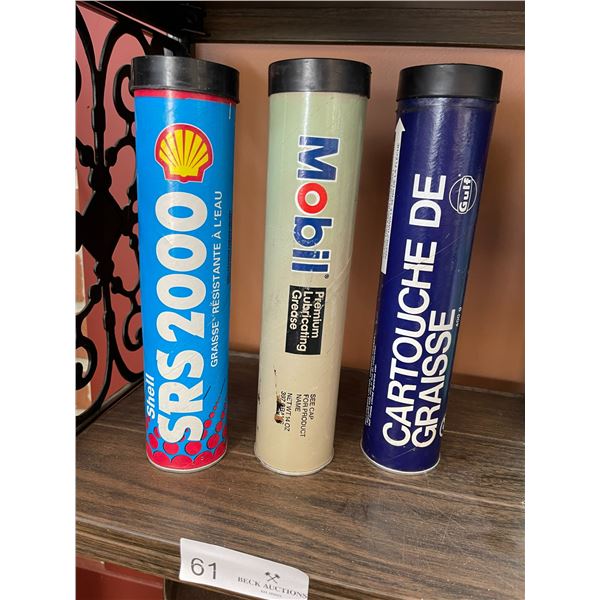 Shell
SRS 2000
GRAISSE RÉSISTANTE À L'EAU
Mobil
Premium
Lubricating
Grease
SEE CAP
FOR PRODUCT
NAME
NET WT 14 OZ
Gulf
CARTOUCHE DE
GRAISSE
400 g
61
BECK AUCTIONS